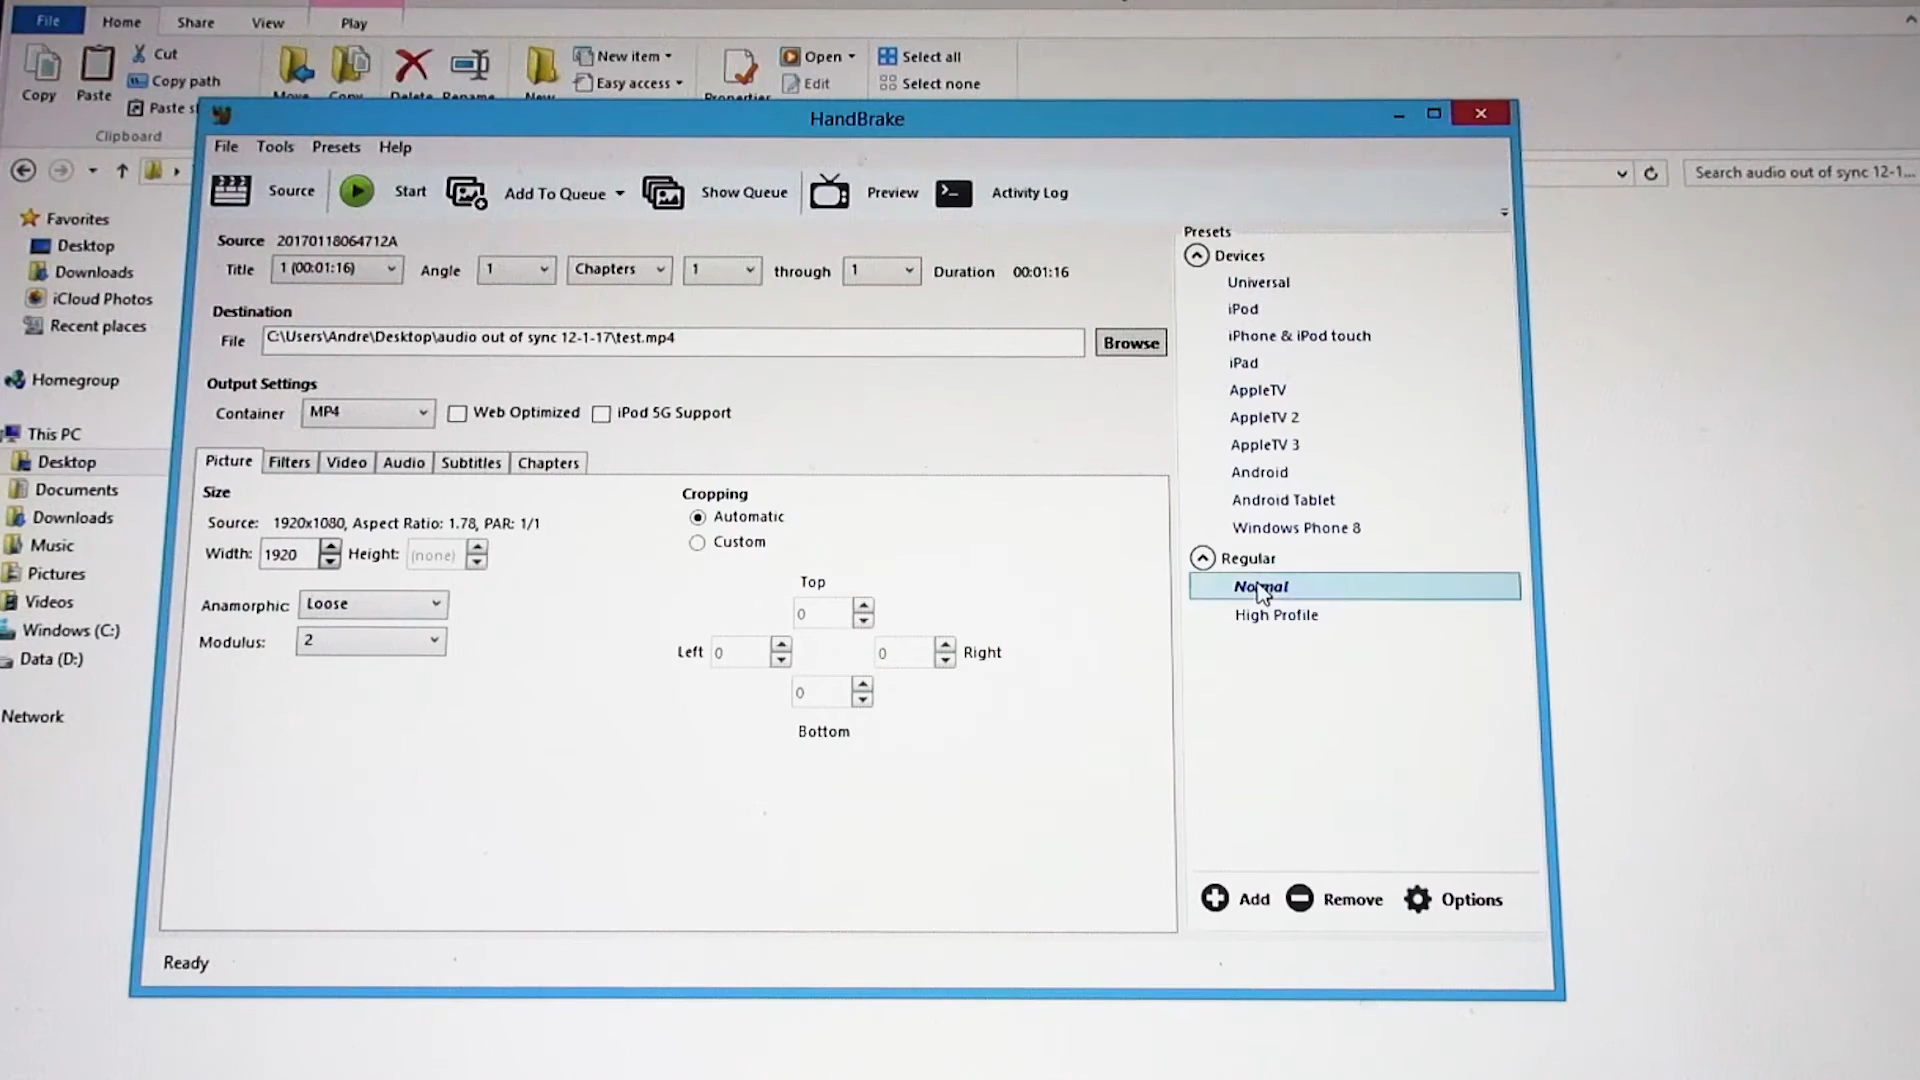 File Home Share View Play
Cut
Copy path
Copy Paste
Clipboard
New item
Easy access
Open
Edit
Select all
Select none
Search audio out of sync 12-1...
Favorites
Desktop
Downloads
iCloud Photos
Recent places
Homegroup
This PC
Desktop
Documents
Downloads
Music
Pictures
Videos
Windows (C:)
Data (D:)
Network
HandBrake
File Tools Presets Help
Source Start Add To Queue Show Queue Preview Activity Log
Source 20170118064712A
Title 1 (00:01:16) Angle 1 Chapters 1 through 1 Duration 00:01:16
Destination
File C:\Users\Andre\Desktop\audio out of sync 12-1-17\test.mp4 Browse
Output Settings
Container MP4 Web Optimized iPod 5G Support
Picture Filters Video Audio Subtitles Chapters
Size
Source: 1920x1080, Aspect Ratio: 1.78, PAR: 1/1
Width: 1920 Height: (none)
Anamorphic: Loose
Modulus: 2
Cropping
Automatic
Custom
Top
0
Left 0 0 Right
0
Bottom
Presets
Devices
Universal
iPod
iPhone & iPod touch
iPad
AppleTV
AppleTV 2
AppleTV 3
Android
Android Tablet
Windows Phone 8
Regular
Normal
High Profile
Add Remove Options
Ready